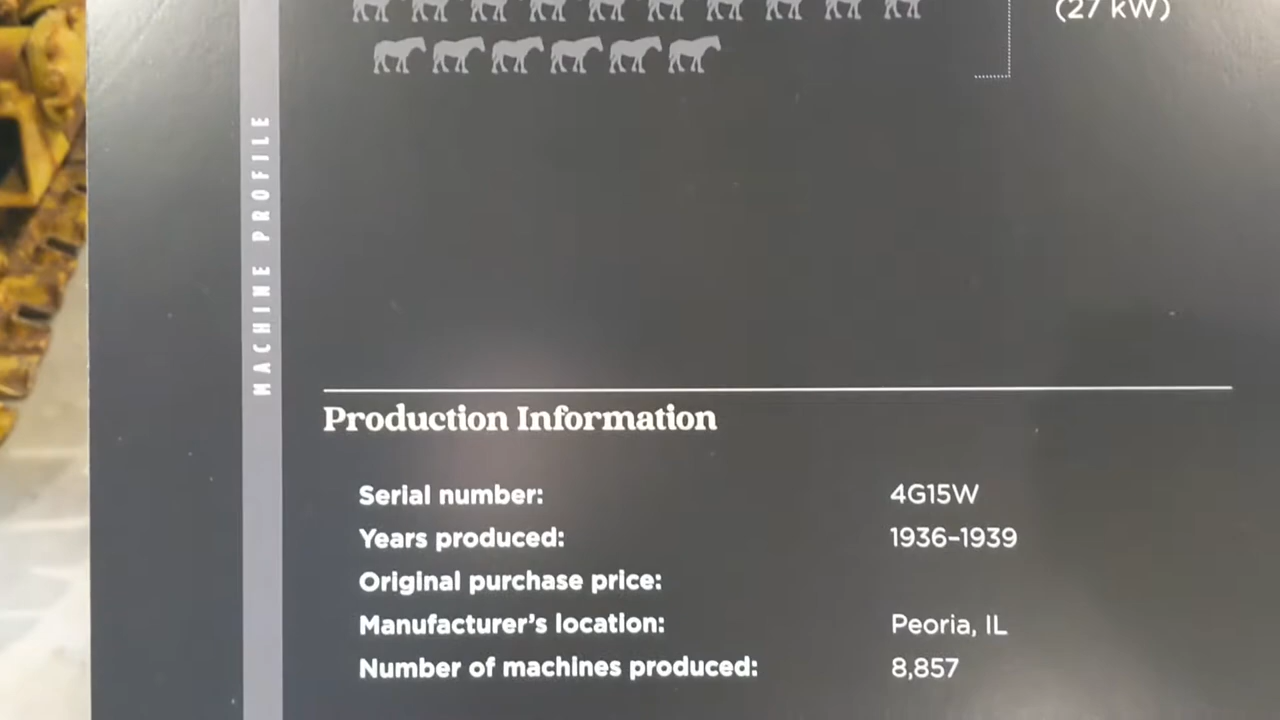 (27 kW)
MACHINE PROFILE
Production Information
Serial number: 4G15W
Years produced: 1936–1939
Original purchase price:
Manufacturer's location: Peoria, IL
Number of machines produced: 8,857